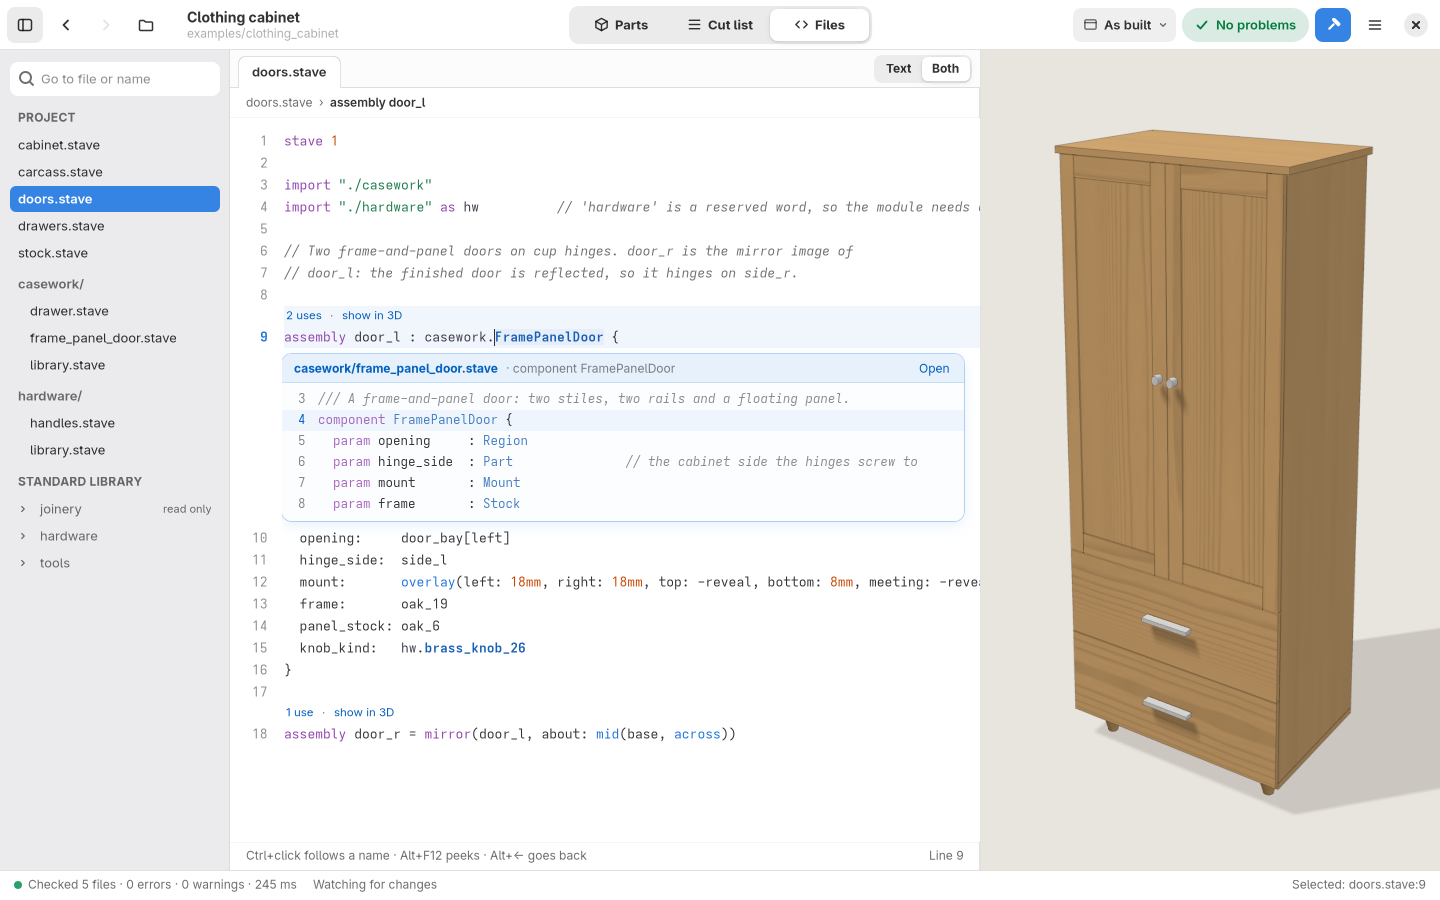 Clothing cabinet
examples/clothing_cabinet
Parts
Cut list
Files
As built
No problems
Go to file or name
PROJECT
cabinet.stave
carcass.stave
doors.stave
drawers.stave
stock.stave
casework/
drawer.stave
frame_panel_door.stave
library.stave
hardware/
handles.stave
library.stave
STANDARD LIBRARY
joinery read only
hardware
tools
doors.stave
Text Both
doors.stave › assembly door_l
1 stave 1
2
3 import "./casework"
4 import "./hardware" as hw // 'hardware' is a reserved word, so the module needs
5
6 // Two frame-and-panel doors on cup hinges. door_r is the mirror image of
7 // door_l: the finished door is reflected, so it hinges on side_r.
8
2 uses · show in 3D
9 assembly door_l : casework.FramePanelDoor {
casework/frame_panel_door.stave · component FramePanelDoor Open
3 /// A frame-and-panel door: two stiles, two rails and a floating panel.
4 component FramePanelDoor {
5 param opening : Region
6 param hinge_side : Part // the cabinet side the hinges screw to
7 param mount : Mount
8 param frame : Stock
10 opening: door_bay[left]
11 hinge_side: side_l
12 mount: overlay(left: 18mm, right: 18mm, top: -reveal, bottom: 8mm, meeting: -revea
13 frame: oak_19
14 panel_stock: oak_6
15 knob_kind: hw.brass_knob_26
16 }
17
1 use · show in 3D
18 assembly door_r = mirror(door_l, about: mid(base, across))
Ctrl+click follows a name · Alt+F12 peeks · Alt+← goes back
Line 9
Checked 5 files · 0 errors · 0 warnings · 245 ms
Watching for changes
Selected: doors.stave:9